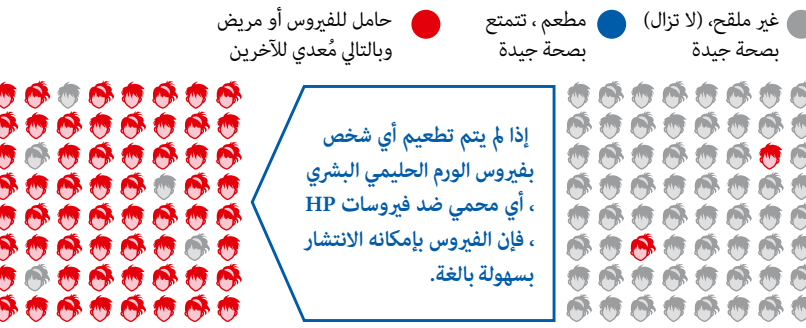 غير ملقح، (لا تزال)
بصحة جيدة
مطعم ، تتمتع
بصحة جيدة
حامل للفيروس أو مريض
وبالتالي مُعدي للآخرين
إذا لم يتم تطعيم أي شخص
بفيروس الورم الحليمي البشري
، أي محمي ضد فيروسات HP
، فإن الفيروس بإمكانه الانتشار
بسهولة بالغة.